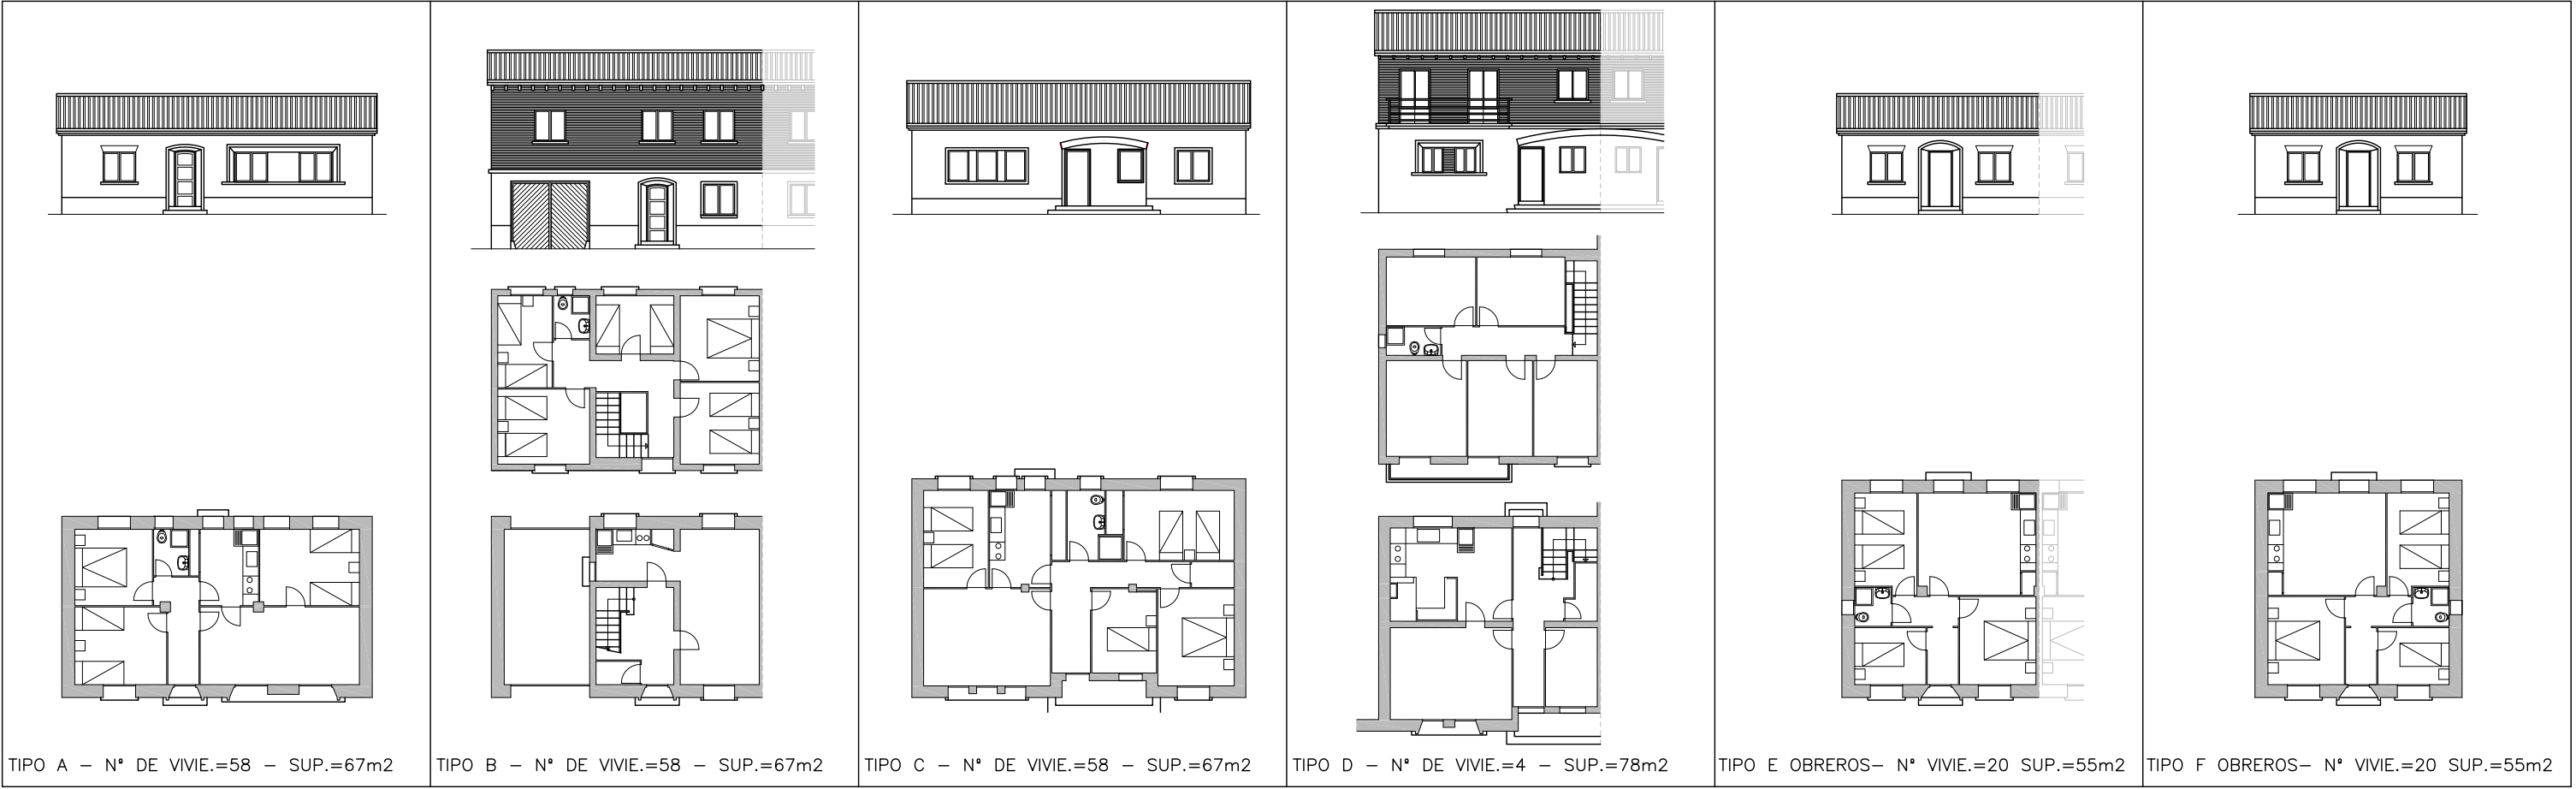 TIPO A - Nº DE VIVIE.=58 - SUP.=67m2
TIPO B - Nº DE VIVIE.=58 - SUP.=67m2
TIPO C - Nº DE VIVIE.=58 - SUP.=67m2
TIPO D - Nº DE VIVIE.=4 - SUP.=78m2
TIPO E OBREROS- Nº VIVIE.=20 SUP.=55m2
TIPO F OBREROS- Nº VIVIE.=20 SUP.=55m2